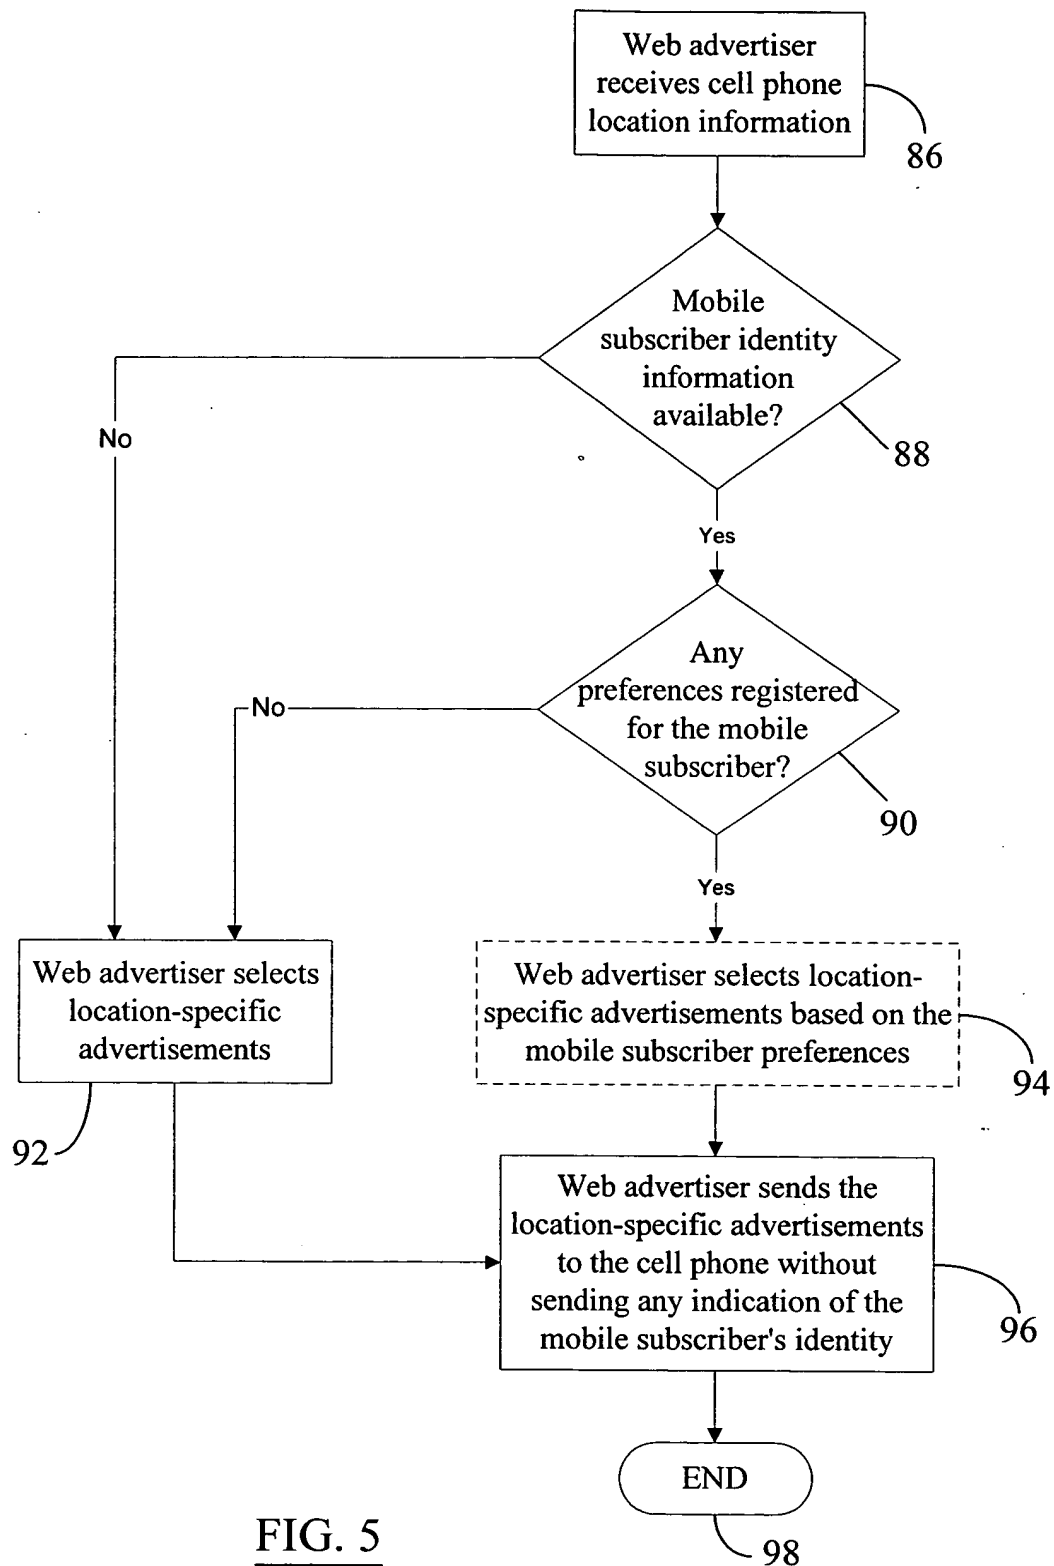 Web advertiser
receives cell phone
location information
86
Mobile
subscriber identity
information
available?
88
No
Yes
Any
preferences registered
for the mobile
subscriber?
90
No
Yes
Web advertiser selects
location-specific
advertisements
92
Web advertiser selects location-
specific advertisements based on the
mobile subscriber preferences
94
Web advertiser sends the
location-specific advertisements
to the cell phone without
sending any indication of the
mobile subscriber's identity
96
END
98
FIG. 5